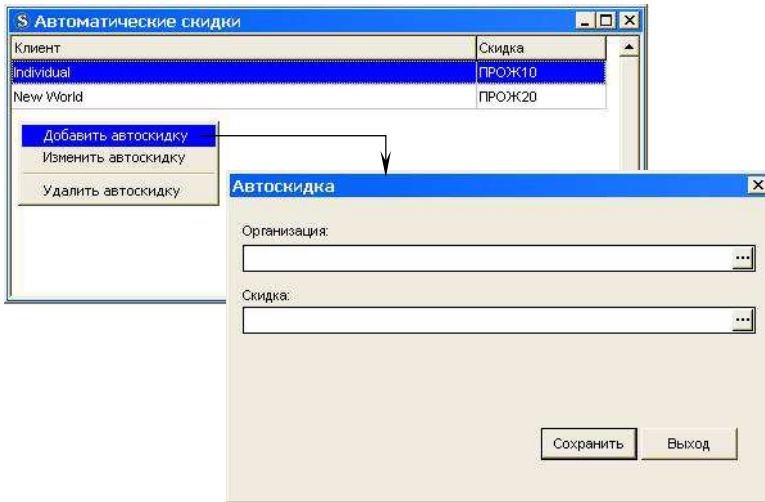 Автоматические скидки
Клиент Скидка
Individual ПРОЖ10
New World ПРОЖ20
Добавить автоскидку
Изменить автоскидку
Удалить автоскидку
Автоскидка
Организация:
...
Скидка:
...
Сохранить Выход